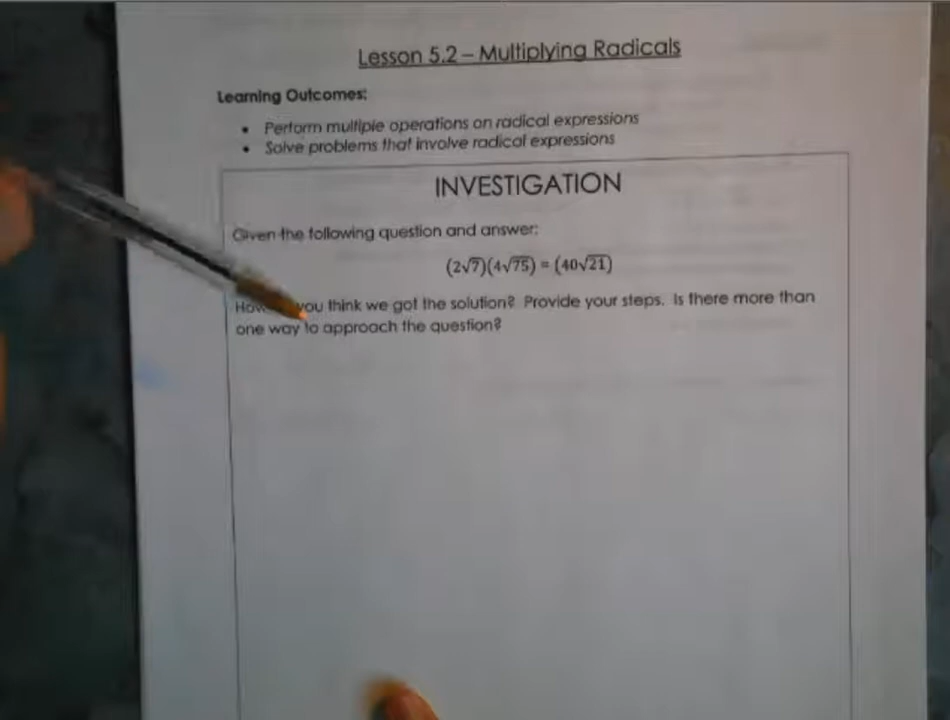 Lesson 5.2 – Multiplying Radicals
Learning Outcomes:
• Perform multiple operations on radical expressions
• Solve problems that involve radical expressions
INVESTIGATION
Given the following question and answer:
(2√7)(4√75) = (40√21)
How you think we got the solution? Provide your steps. Is there more than
one way to approach the question?